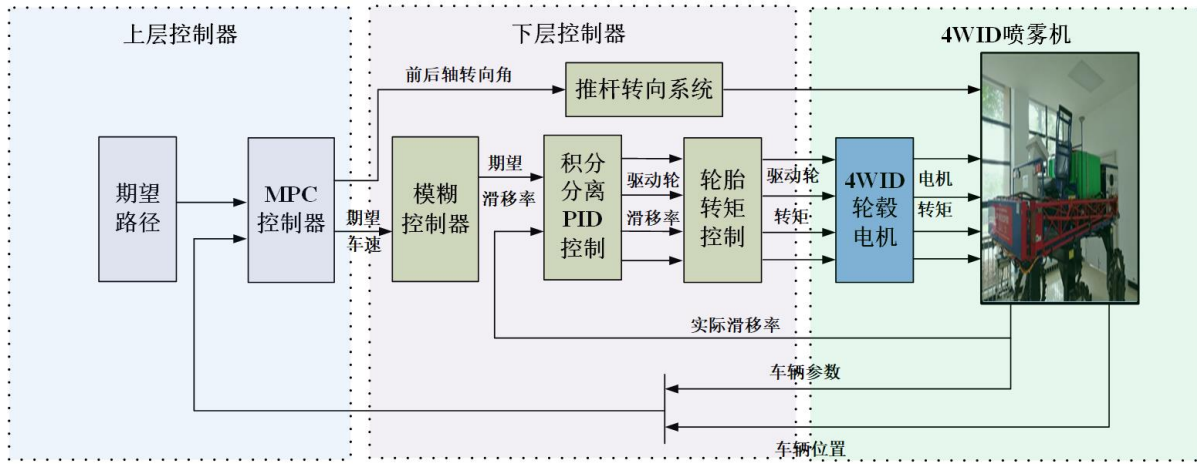 上层控制器
下层控制器
4WID喷雾机
前后轴转向角
推杆转向系统
期望
路径
MPC
控制器
期望
车速
模糊
控制器
期望
滑移率
积分
分离
PID
控制
驱动轮
滑移率
轮胎
转矩
控制
驱动轮
转矩
4WID
轮毂
电机
电机
转矩
实际滑移率
车辆参数
车辆位置